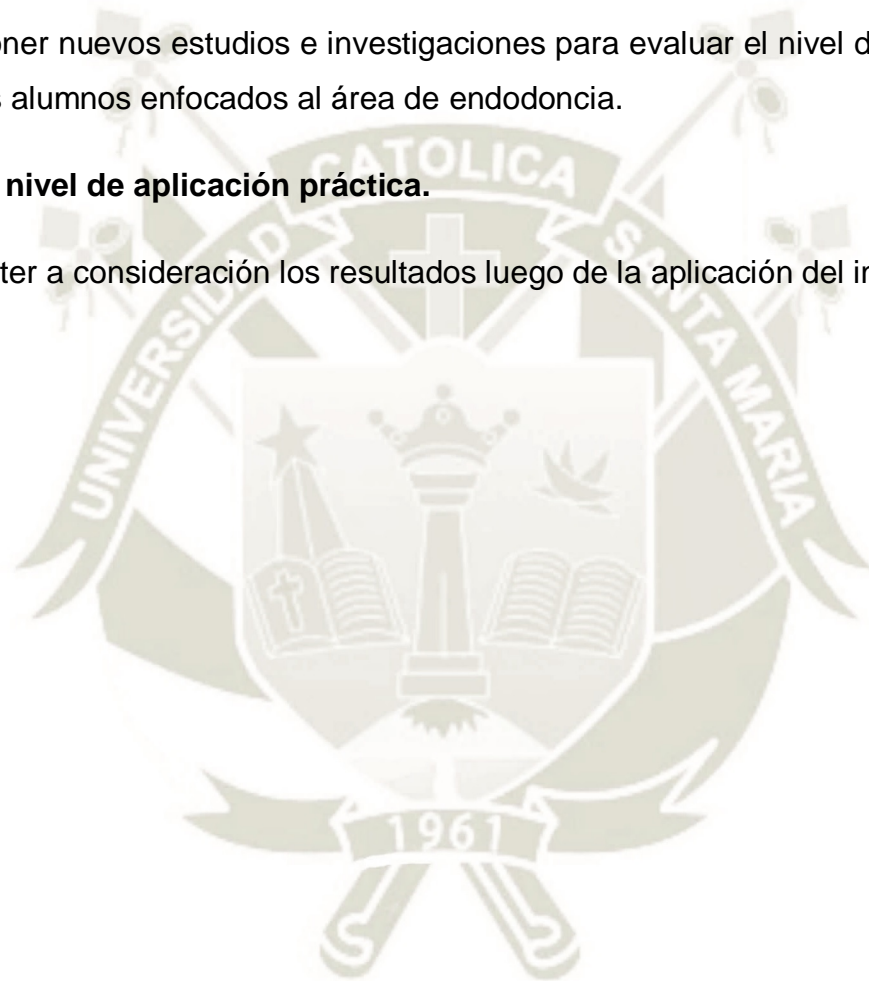 oner nuevos estudios e investigaciones para evaluar el nivel d
s alumnos enfocados al área de endodoncia.
nivel de aplicación práctica.
ter a consideración los resultados luego de la aplicación del in
UNIVERSIDAD CATOLICA SANTA MARIA
1961